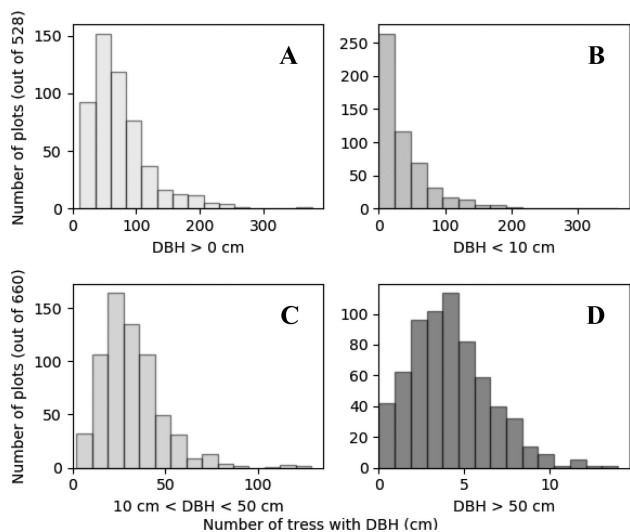 A
B
Number of plots (out of 528)
150
100
50
0
0 100 200 300
DBH > 0 cm
250
200
150
100
50
0
0 100 200 300
DBH < 10 cm
C
D
Number of plots (out of 660)
150
100
50
0
0 50 100
10 cm < DBH < 50 cm
100
80
60
40
20
0
0 5 10
DBH > 50 cm
Number of tress with DBH (cm)